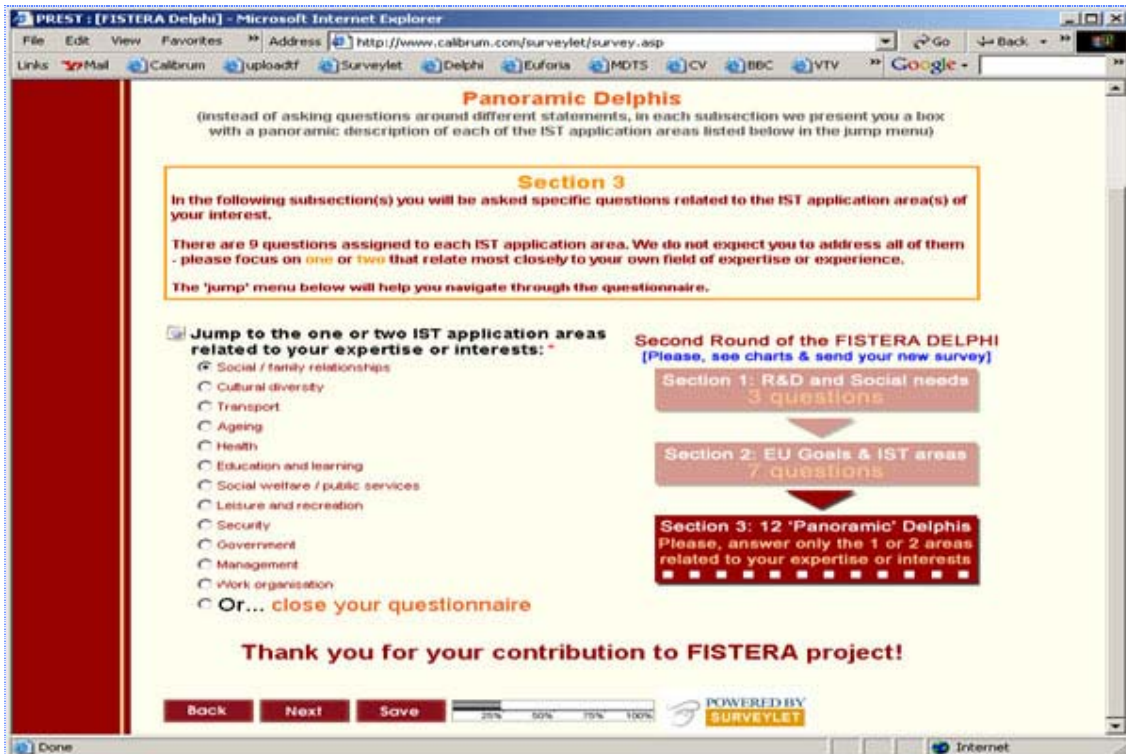 PREST : [FISTERA Delphi] - Microsoft Internet Explorer
File Edit View Favorites » Address http://www.calibrum.com/surveylet/survey.asp Go Back »
Links Mail Calibrum uploadtf Surveylet Delphi Euforia MDTS CV BBC VTV » Google
Panoramic Delphis
(instead of asking questions around different statements, in each subsection we present you a box
with a panoramic description of each of the IST application areas listed below in the jump menu)
Section 3
In the following subsection(s) you will be asked specific questions related to the IST application area(s) of
your interest.
There are 9 questions assigned to each IST application area. We do not expect you to address all of them
- please focus on one or two that relate most closely to your own field of expertise or experience.
The 'jump' menu below will help you navigate through the questionnaire.
Jump to the one or two IST application areas
related to your expertise or interests: *
Social / family relationships
Cultural diversity
Transport
Ageing
Health
Education and learning
Social welfare / public services
Leisure and recreation
Security
Government
Management
Work organisation
Or... close your questionnaire
Second Round of the FISTERA DELPHI
[Please, see charts & send your new survey]
Section 1: R&D and Social needs
3 questions
Section 2: EU Goals & IST areas
7 questions
Section 3: 12 'Panoramic' Delphis
Please, answer only the 1 or 2 areas
related to your expertise or interests
Thank you for your contribution to FISTERA project!
Back Next Save 25% 50% 75% 100% POWERED BY
SURVEYLET
Done Internet